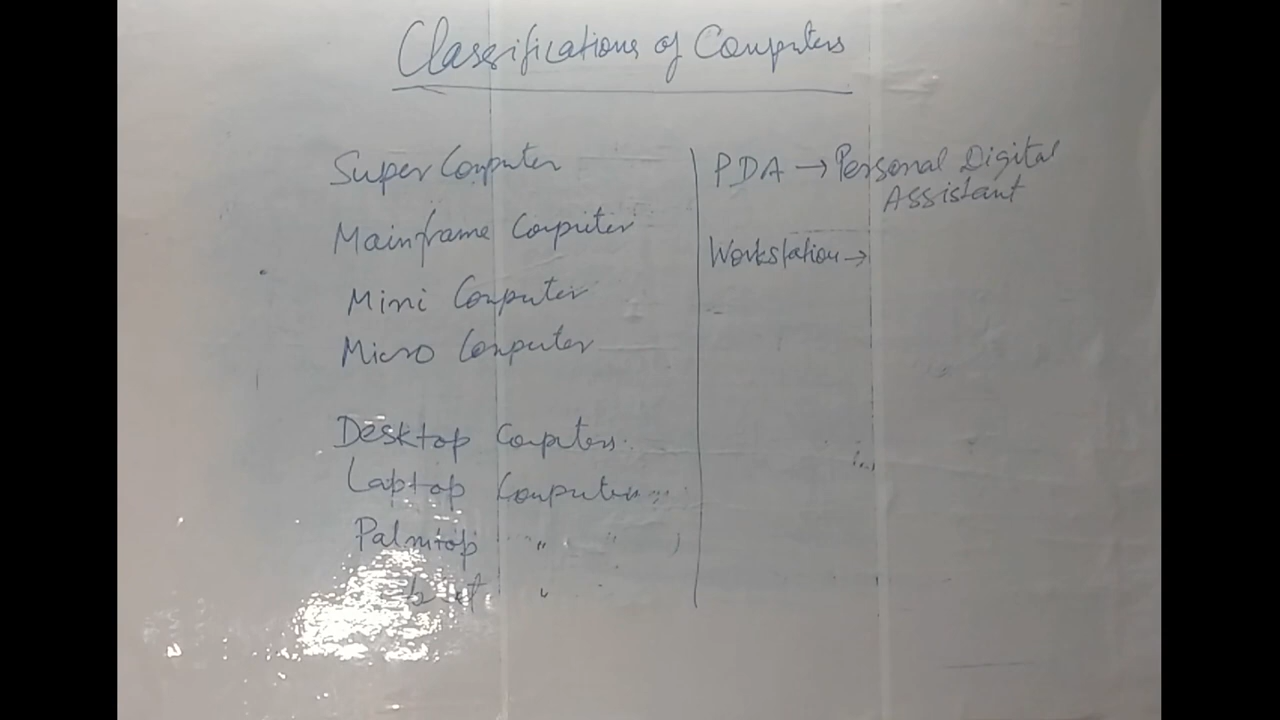 Classifications of Computers
Super Computer
Mainframe Computer
Mini Computer
Micro Computer
Desktop Computers.
Laptop Computers
Palmtop "
"
PDA → Personal Digital
Assistant
Workstation →